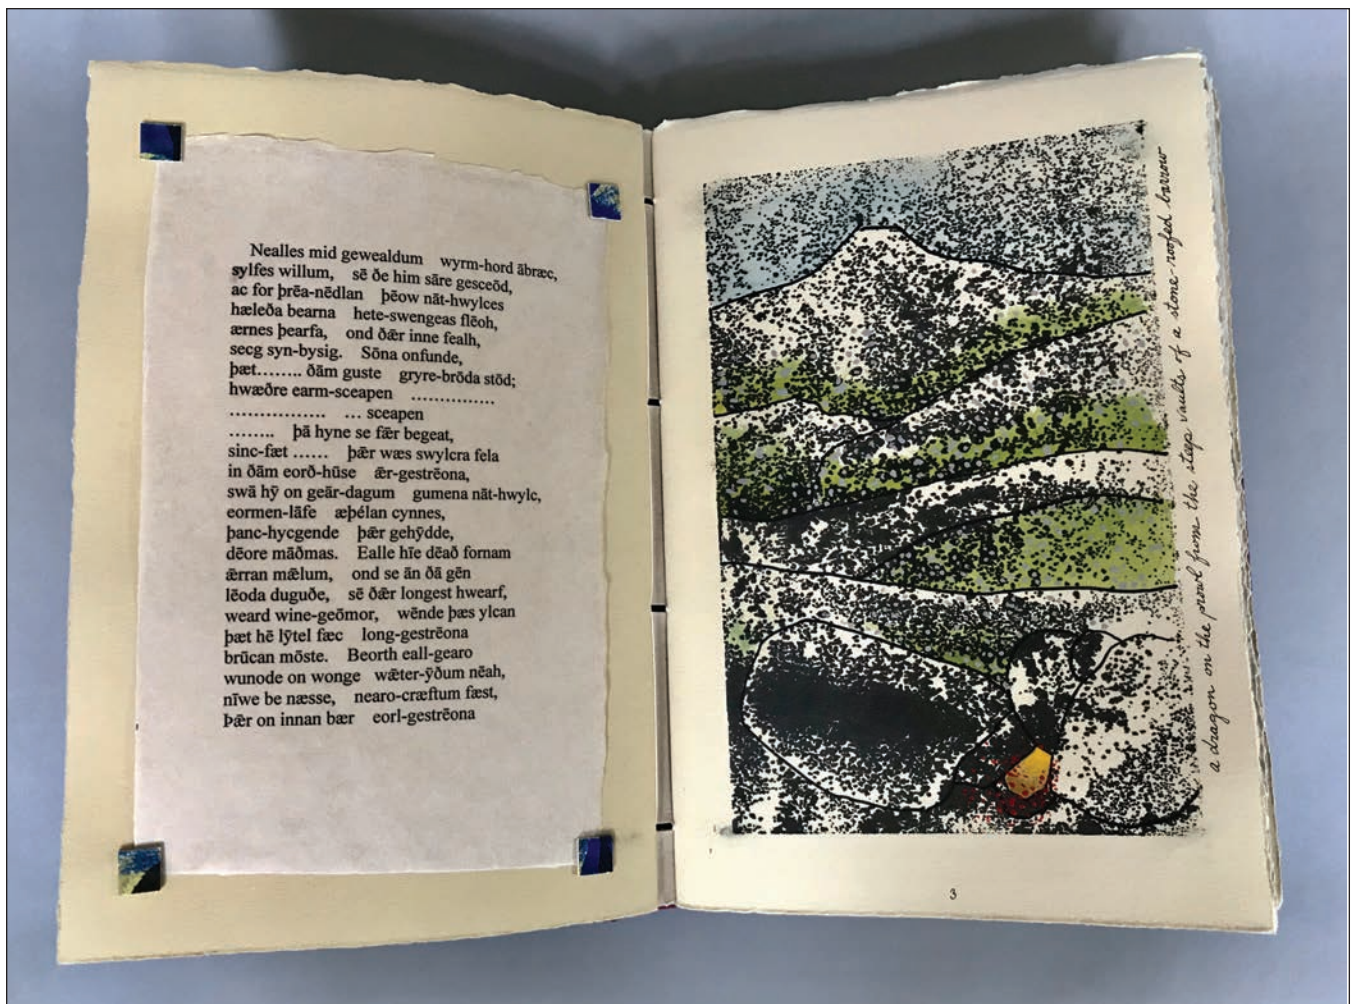 Nealles mid gewealdum wyrm-hord ābræc,
sylfes willum, sē ðe him sāre gesceōd,
ac for þrēa-nēdlan þēow nāt-hwylces
hæleða bearna hete-swengeas flēoh,
ærnes þearfa, ond ðǣr inne fealh,
secg syn-bysig. Sōna onfunde,
þæt........ ðām guste gryre-brōda stōd;
hwæðre earm-sceapen ...............
................. ... sceapen
........ þā hyne se fǣr begeat,
sinc-fæt ...... þǣr wæs swylcra fela
in ðām eorð-hūse ǣr-gestrēona,
swā hȳ on geār-dagum gumena nāt-hwylc,
eormen-lāfe æþélan cynnes,
þanc-hycgende þǣr gehȳdde,
dēore māðmas. Ealle hīe dēað fornam
ǣrran mǣlum, ond se ān ðā gēn
lēoda duguðe, sē ðǣr longest hwearf,
weard wine-geōmor, wēnde þæs ylcan
þæt hē lȳtel fæc long-gestrēona
brūcan mōste. Beorth eall-gearo
wunode on wonge wǣter-ȳðum nēah,
nīwe be næsse, nearo-cræftum fæst,
Þǣr on innan bær eorl-gestrēona
a dragon on the prowl from the steep vaults of a stone-roofed barrow
3